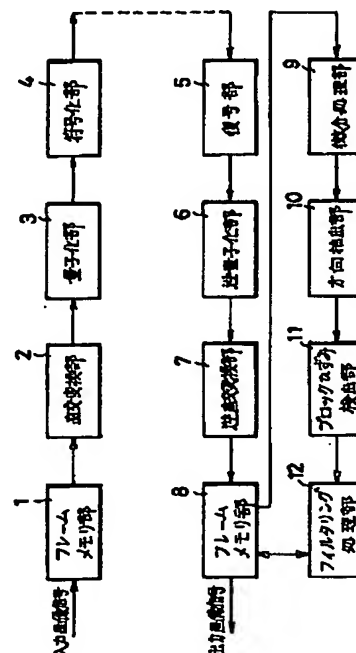 入力画像信号
1
フレーム
メモリ部
2
直交変換部
3
量子化部
4
符号化部
5
復号部
6
逆量子化部
7
逆直交変換部
8
フレーム
メモリ部
出力画像信号
9
微分処理部
10
方向検出部
11
ブロックひずみ
検出部
12
フィルタリング
処理部